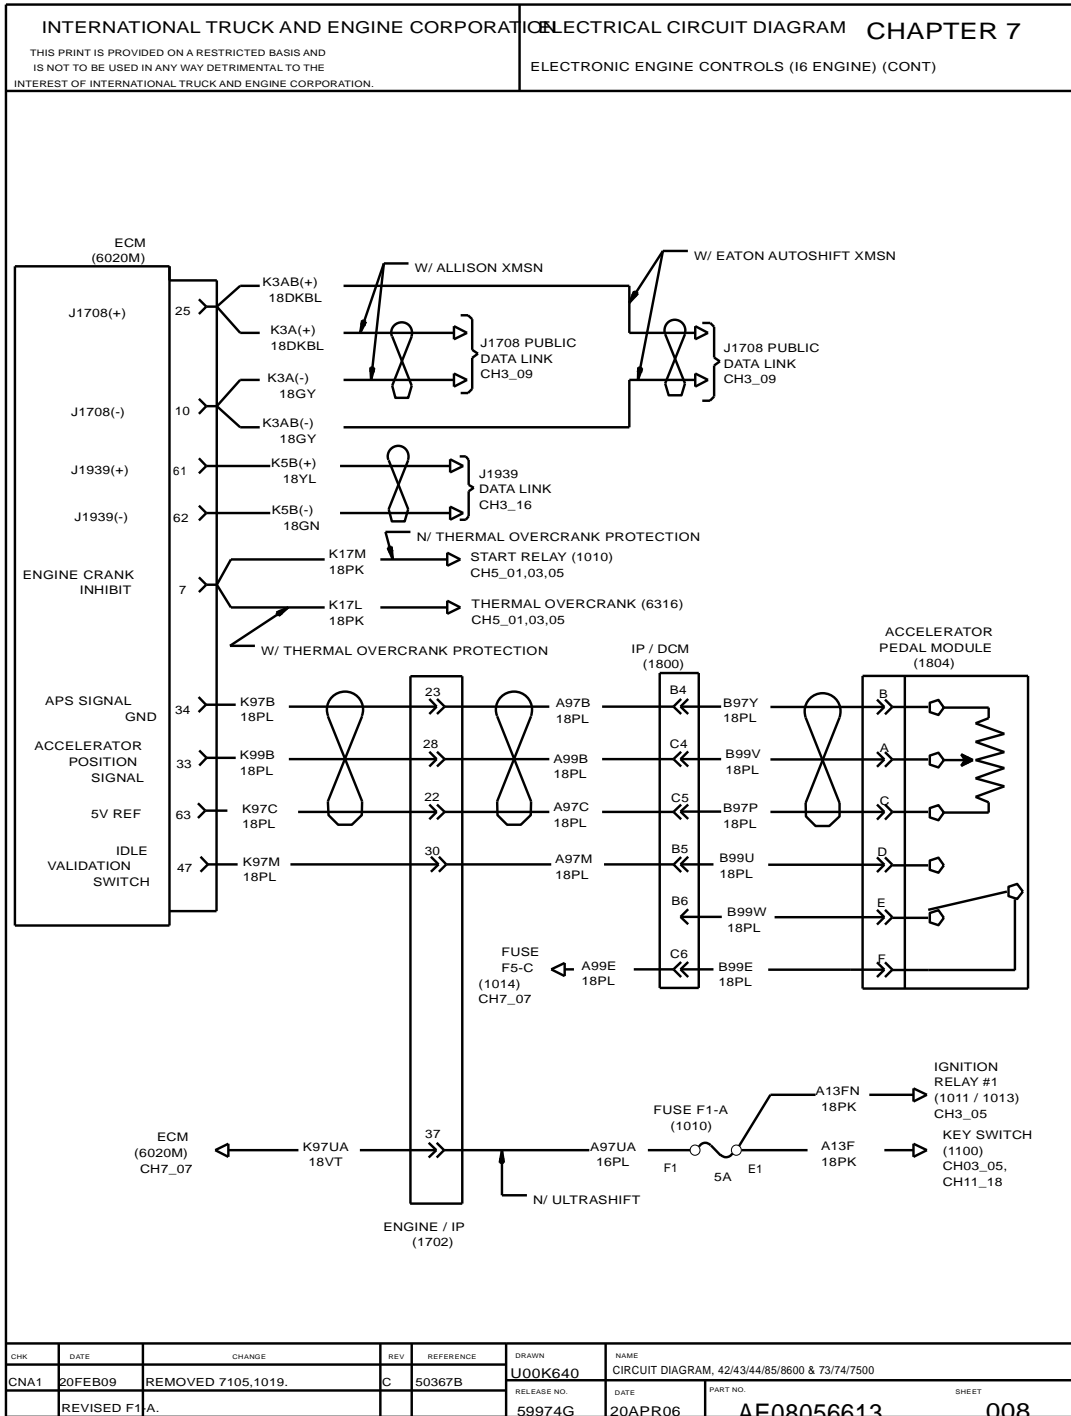 INTERNATIONAL TRUCK AND ENGINE CORPORATION
ELECTRICAL CIRCUIT DIAGRAM
CHAPTER 7
THIS PRINT IS PROVIDED ON A RESTRICTED BASIS AND
IS NOT TO BE USED IN ANY WAY DETRIMENTAL TO THE
INTEREST OF INTERNATIONAL TRUCK AND ENGINE CORPORATION.
ELECTRONIC ENGINE CONTROLS (I6 ENGINE) (CONT)
ECM
(6020M)
J1708(+)
25
K3AB(+)
18DKBL
K3A(+)
18DKBL
W/ ALLISON XMSN
W/ EATON AUTOSHIFT XMSN
J1708 PUBLIC
DATA LINK
CH3_09
J1708 PUBLIC
DATA LINK
CH3_09
J1708(-)
10
K3A(-)
18GY
K3AB(-)
18GY
J1939(+)
61
K5B(+)
18YL
J1939(-)
62
K5B(-)
18GN
J1939
DATA LINK
CH3_16
N/ THERMAL OVERCRANK PROTECTION
ENGINE CRANK
INHIBIT
7
K17M
18PK
START RELAY (1010)
CH5_01,03,05
K17L
18PK
THERMAL OVERCRANK (6316)
CH5_01,03,05
W/ THERMAL OVERCRANK PROTECTION
IP / DCM
(1800)
ACCELERATOR
PEDAL MODULE
(1804)
APS SIGNAL
GND
34
K97B
18PL
23
A97B
18PL
B4
B97Y
18PL
B
ACCELERATOR
POSITION
SIGNAL
33
K99B
18PL
28
A99B
18PL
C4
B99V
18PL
A
5V REF
63
K97C
18PL
22
A97C
18PL
C5
B97P
18PL
C
IDLE
VALIDATION
SWITCH
47
K97M
18PL
30
A97M
18PL
B5
B99U
18PL
D
B6
B99W
18PL
E
FUSE
F5-C
(1014)
CH7_07
A99E
18PL
C6
B99E
18PL
F
ECM
(6020M)
CH7_07
K97UA
18VT
37
A97UA
16PL
N/ ULTRASHIFT
FUSE F1-A
(1010)
F1
5A
E1
A13FN
18PK
IGNITION
RELAY #1
(1011 / 1013)
CH3_05
A13F
18PK
KEY SWITCH
(1100)
CH03_05,
CH11_18
ENGINE / IP
(1702)
CHK
DATE
CHANGE
REV
REFERENCE
DRAWN
NAME
CNA1
20FEB09
REMOVED 7105,1019.
C
50367B
U00K640
CIRCUIT DIAGRAM, 42/43/44/85/8600 & 73/74/7500
REVISED F1-A.
RELEASE NO.
DATE
PART NO.
SHEET
59974G
20APR06
AE08056613
008